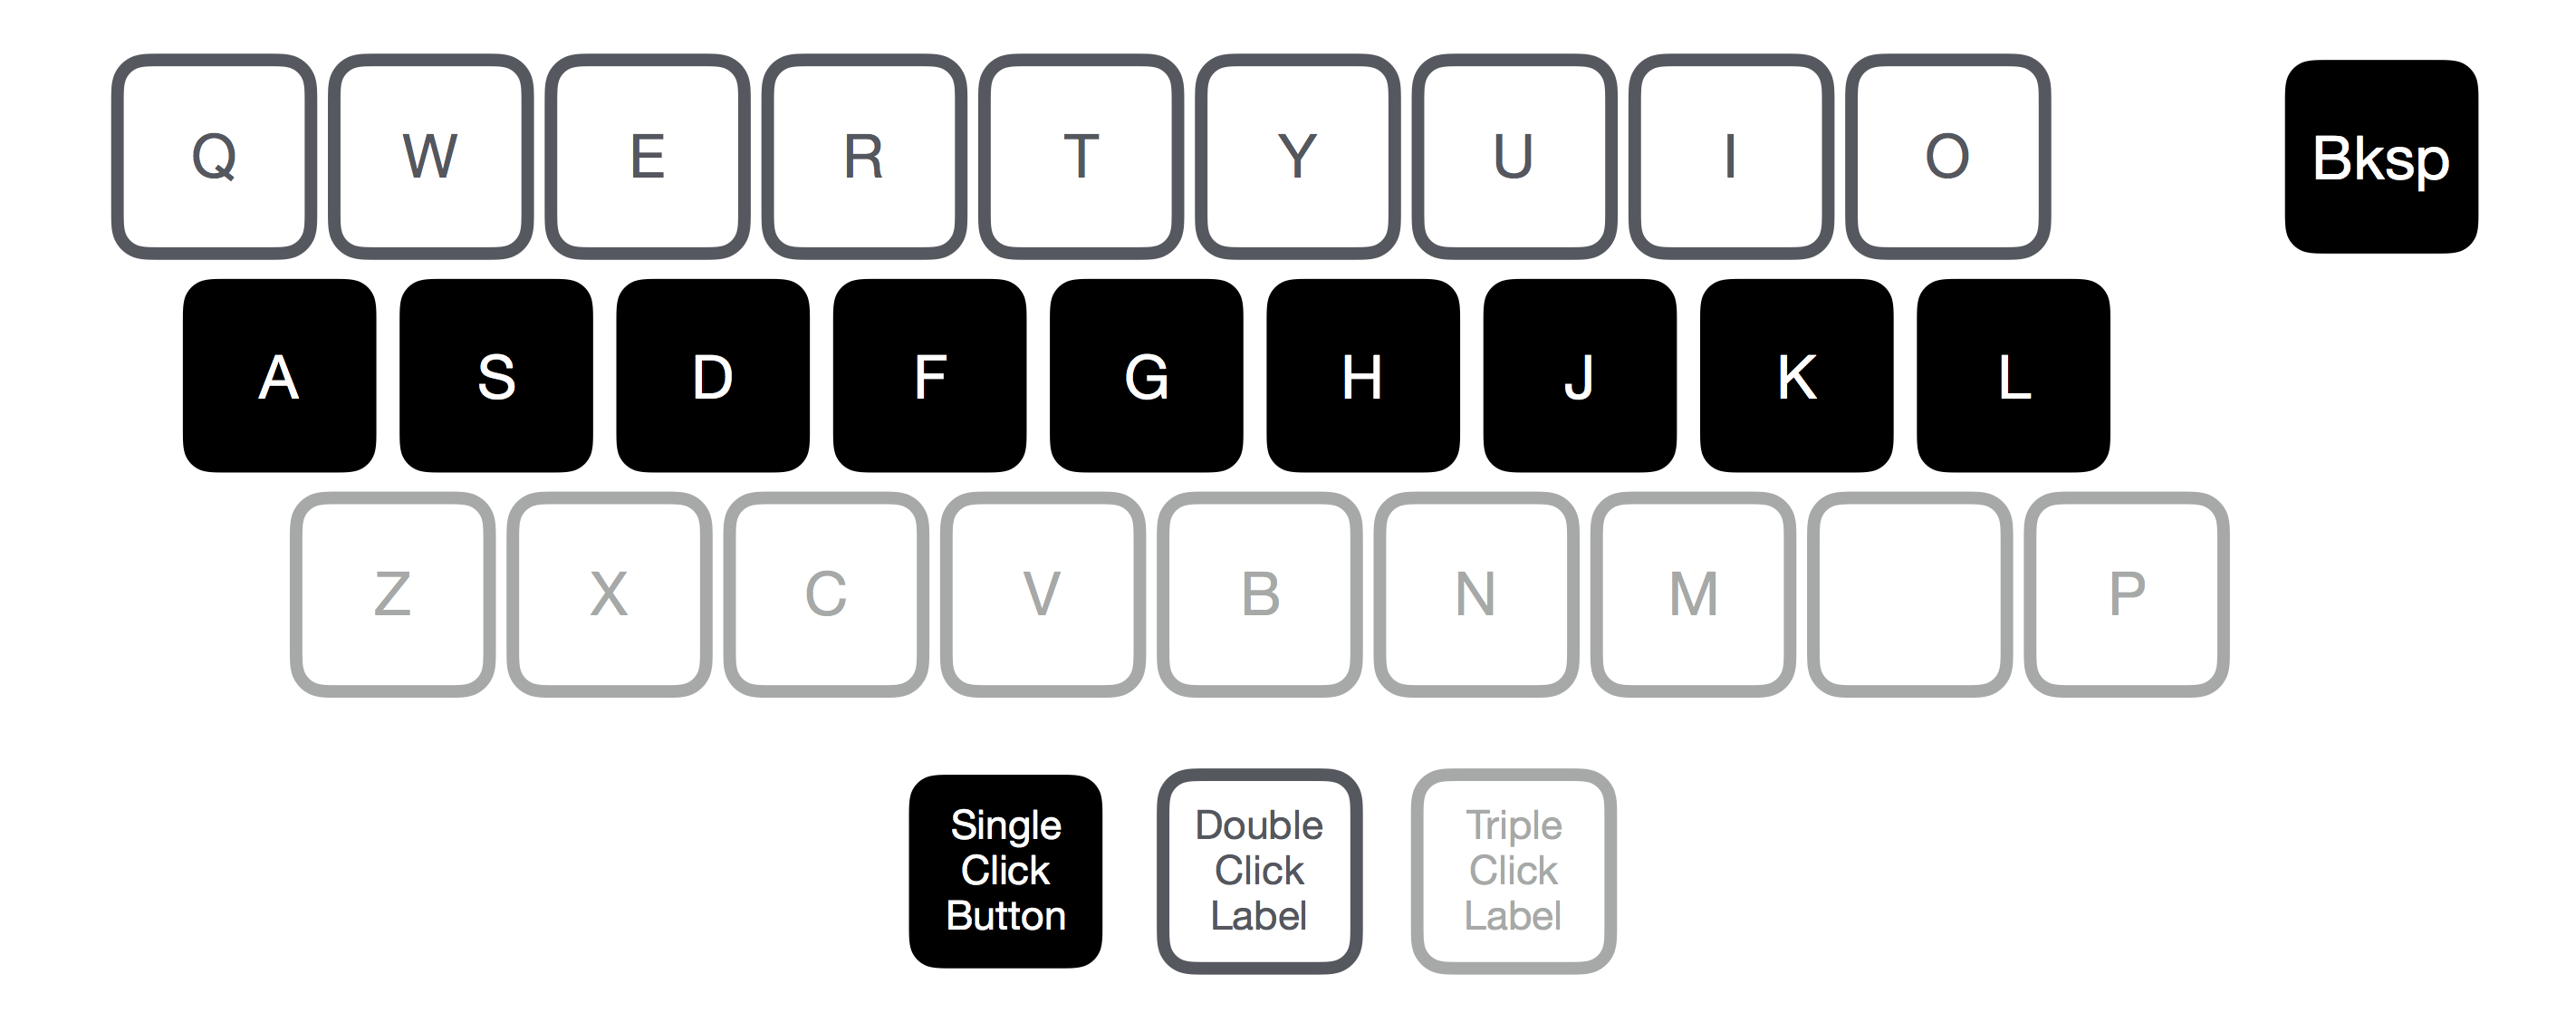 Q W E R T Y U I O Bksp
A S D F G H J K L
Z X C V B N M P
Single
Click
Button
Double
Click
Label
Triple
Click
Label